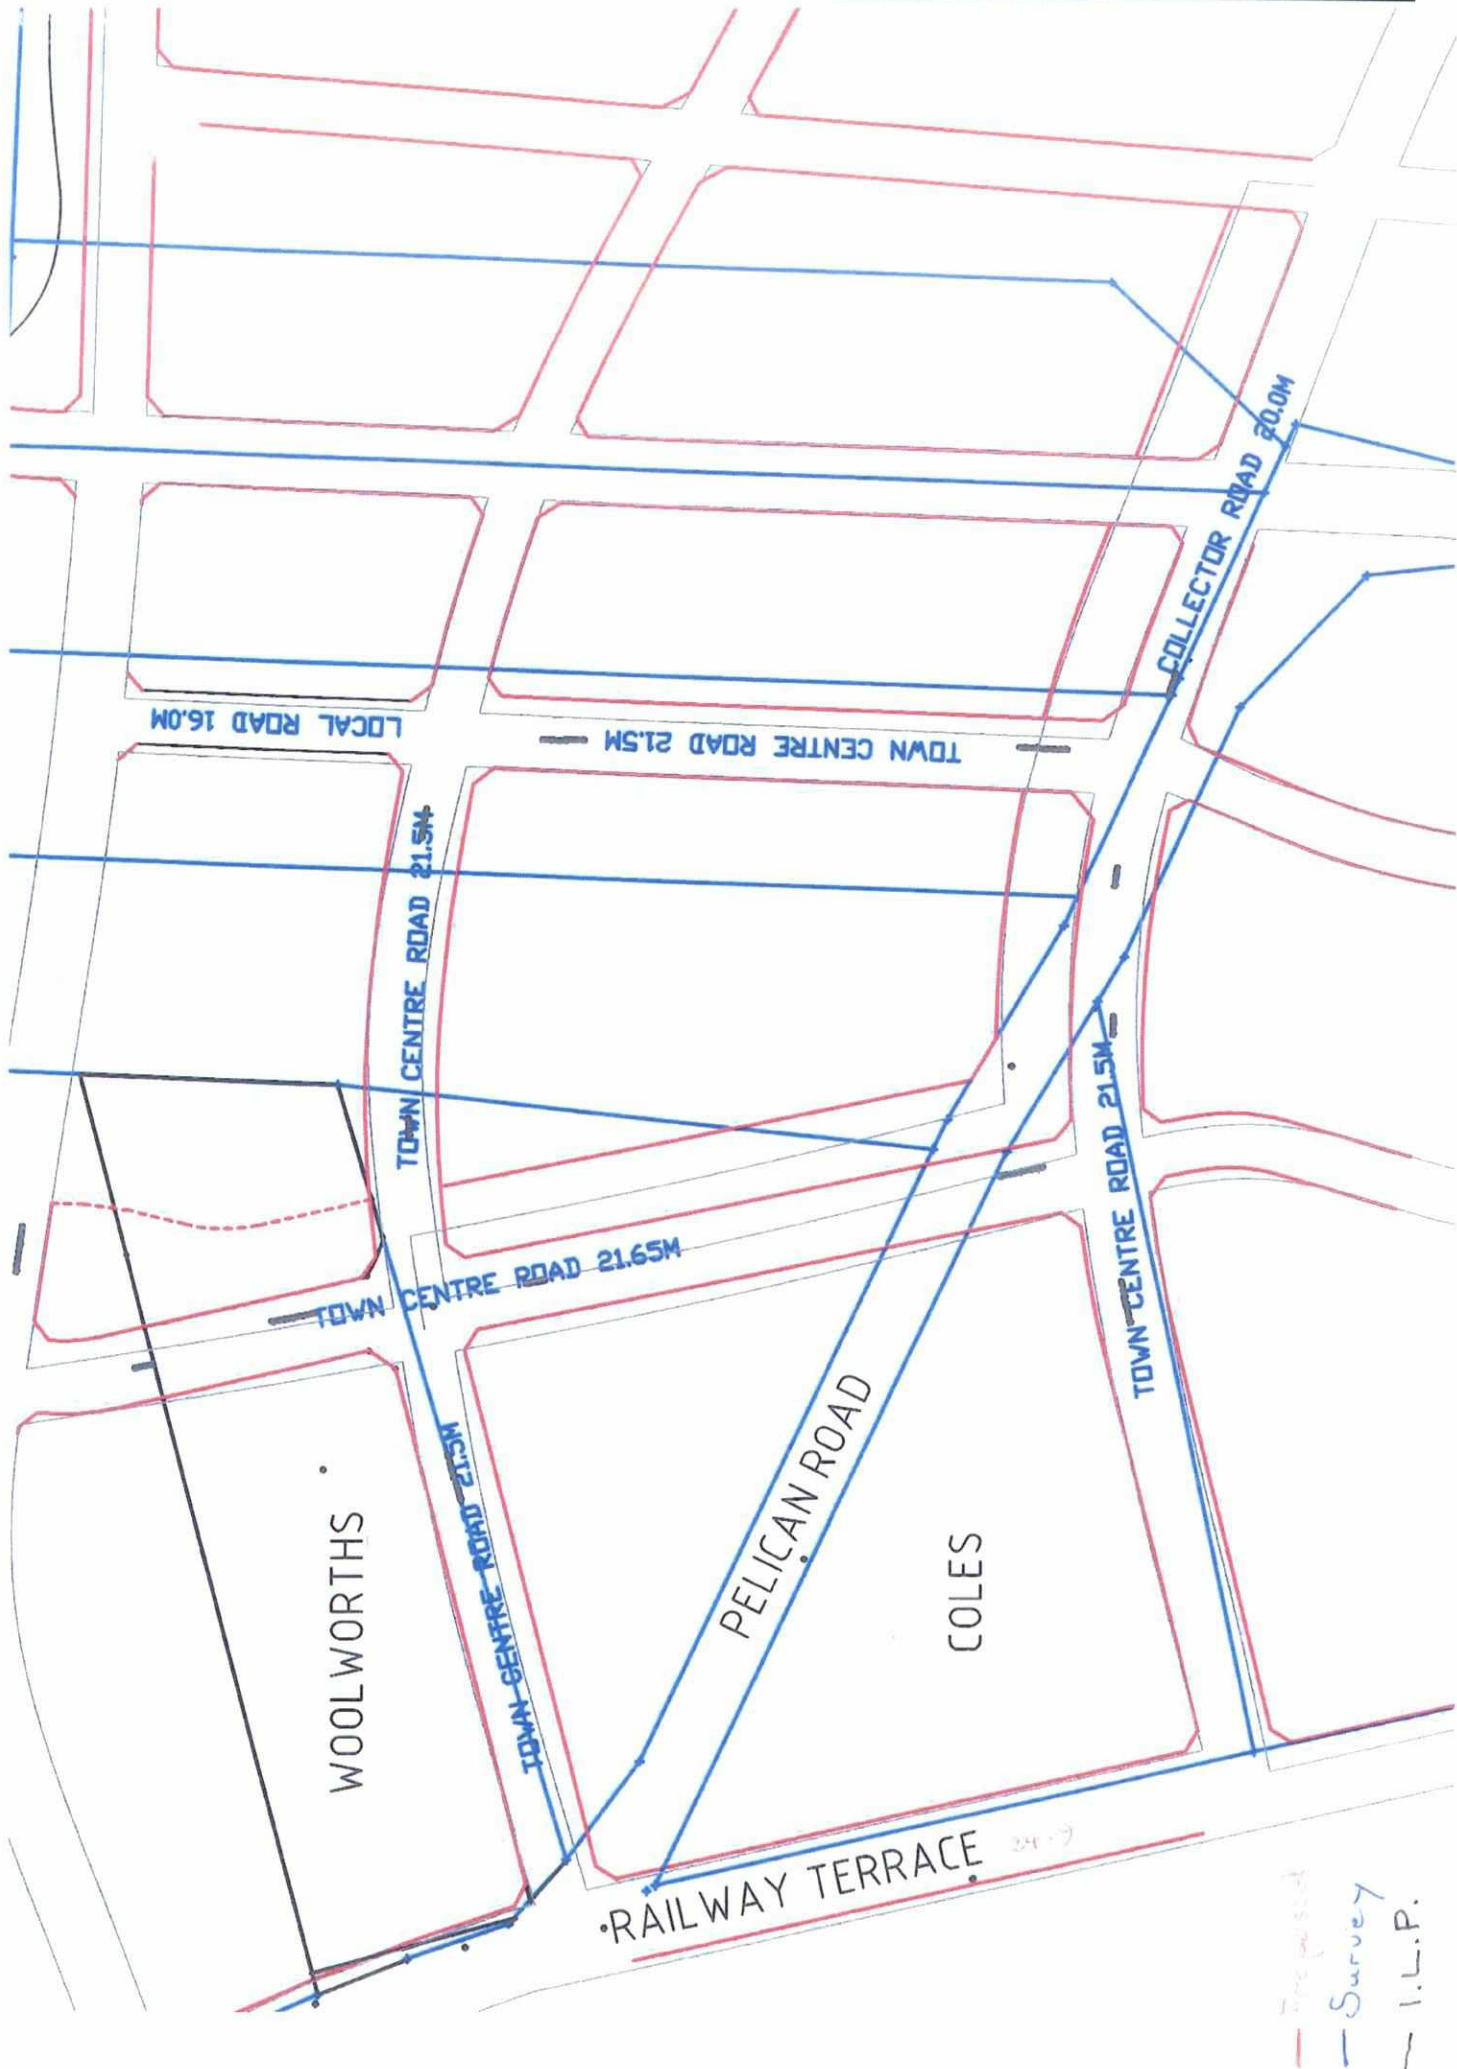 COLLECTOR ROAD 20.0M
LOCAL ROAD 16.0M
TOWN CENTRE ROAD 21.5M
TOWN CENTRE ROAD 21.5M
TOWN CENTRE ROAD 21.5M
TOWN CENTRE ROAD 21.65M
TOWN CENTRE ROAD 21.5M
PELICAN ROAD
WOOLWORTHS
COLES
RAILWAY TERRACE
Survey
I.L.P.